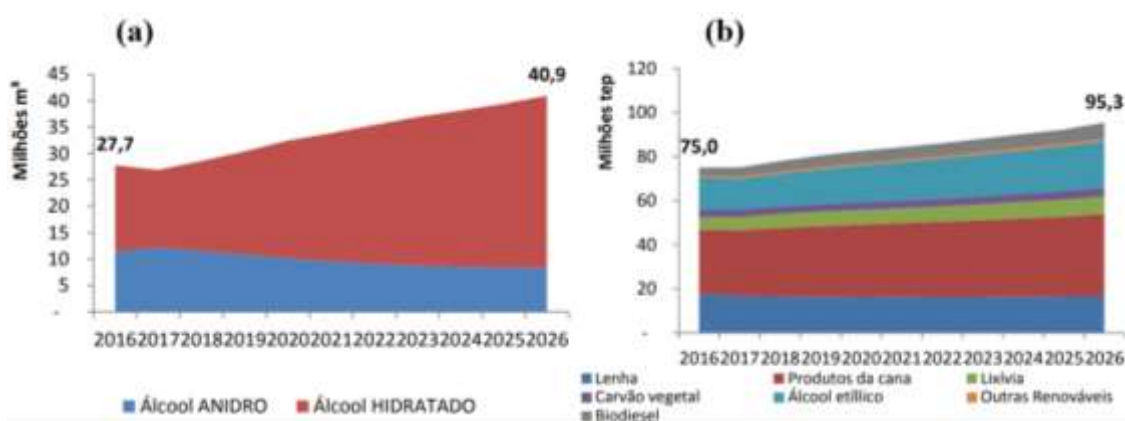 (a)
Milhões m³
45
40
35
30
25
20
15
10
5
-
27,7
40,9
2016 2017 2018 2019 2020 2021 2022 2023 2024 2025 2026
Álcool ANIDRO Álcool HIDRATADO
(b)
Milhões tep
120
100
80
60
40
20
-
75,0
95,3
2016 2017 2018 2019 2020 2021 2022 2023 2024 2025 2026
Lenha Produtos da cana Lixívia
Carvão vegetal Álcool etíllico Outras Renováveis
Biodiesel